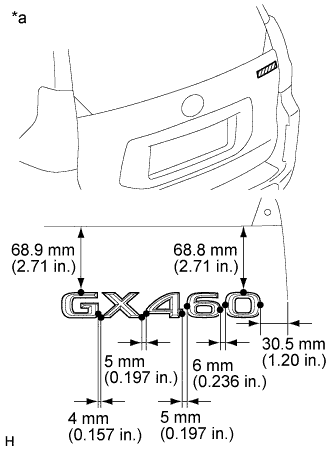 *a
68.9 mm
(2.71 in.)
68.8 mm
(2.71 in.)
GX460
30.5 mm
(1.20 in.)
5 mm
(0.197 in.)
6 mm
(0.236 in.)
4 mm
(0.157 in.)
5 mm
(0.197 in.)
H